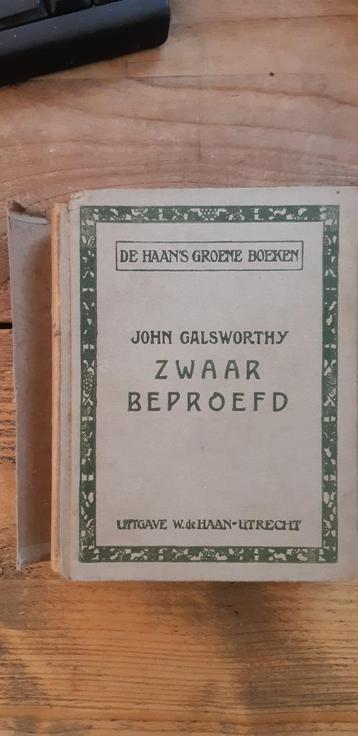 DE HAAN'S GROENE BOEKEN
JOHN GALSWORTHY
ZWAAR
BEPROEFD
UITGAVE W. de HAAN-UTRECHT